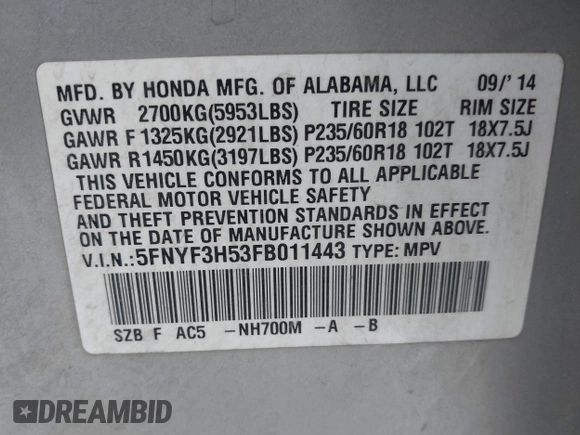 MFD. BY HONDA MFG. OF ALABAMA, LLC 09/'14
GVWR 2700KG(5953LBS) TIRE SIZE RIM SIZE
GAWR F 1325KG(2921LBS) P235/60R18 102T 18X7.5J
GAWR R1450KG(3197LBS) P235/60R18 102T 18X7.5J
THIS VEHICLE CONFORMS TO ALL APPLICABLE
FEDERAL MOTOR VEHICLE SAFETY
AND THEFT PREVENTION STANDARDS IN EFFECT
ON THE DATE OF MANUFACTURE SHOWN ABOVE.
V.I.N.:5FNYF3H53FB011443 TYPE: MPV
SZB F AC5 -NH700M -A -B
DREAMBID